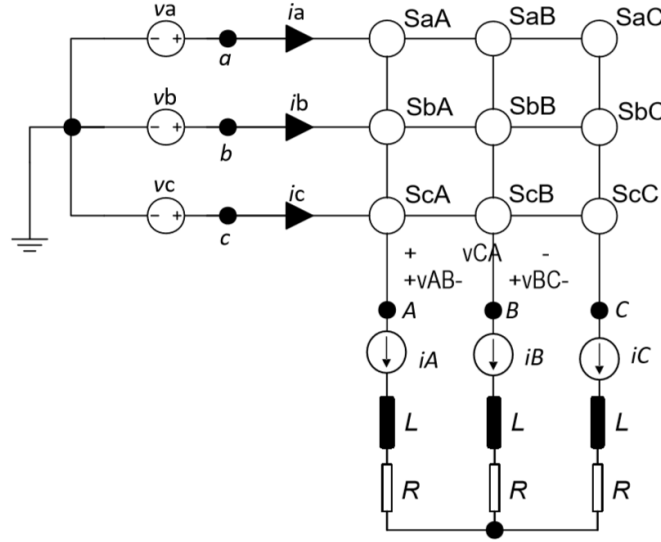 va ia SaA SaB SaC
- +
a
vb ib SbA SbB SbC
- +
b
vc ic ScA ScB ScC
- +
c
+ vCA -
+vAB- +vBC-
A B C
iA iB iC
L L L
R R R